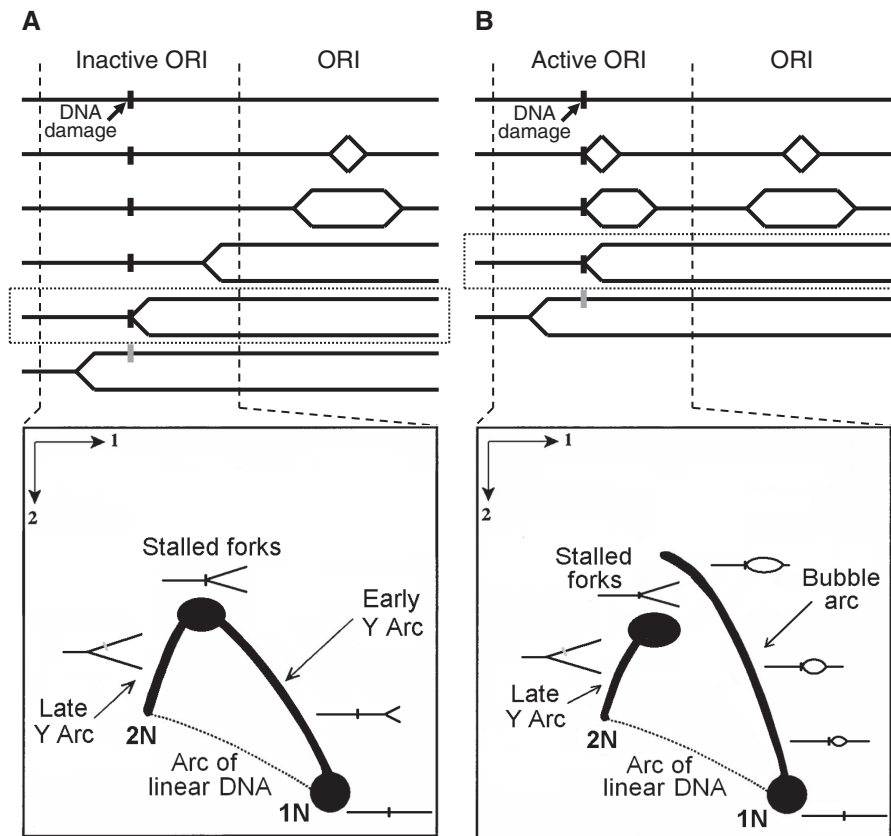 A
Inactive ORI
ORI
DNA
damage
1
2
Stalled forks
Early
Y Arc
Late
Y Arc
2N
Arc of
linear DNA
1N
B
Active ORI
ORI
DNA
damage
1
2
Stalled
forks
Bubble
arc
Late
Y Arc
2N
Arc of
linear DNA
1N